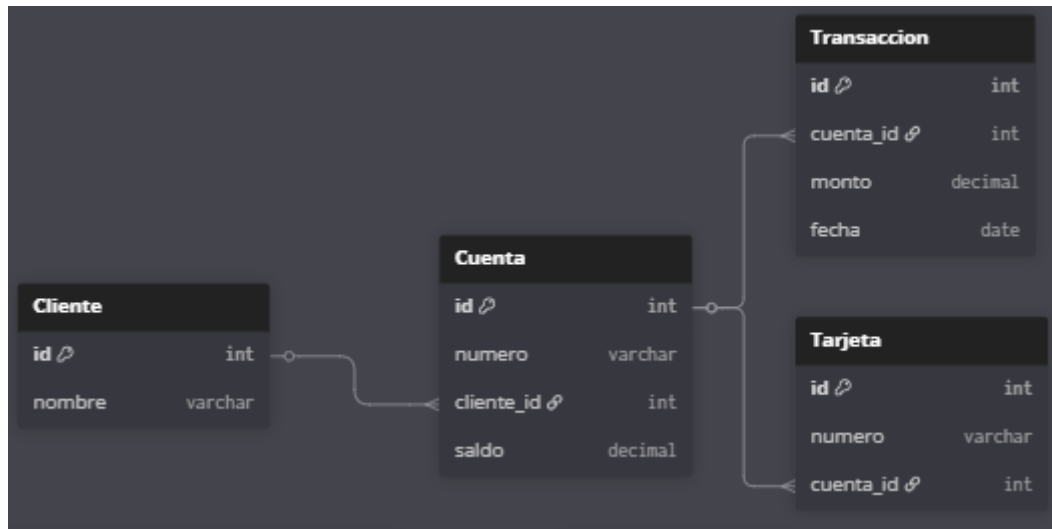 Cliente
id int
nombre varchar
Cuenta
id int
numero varchar
cliente_id int
saldo decimal
Transaccion
id int
cuenta_id int
monto decimal
fecha date
Tarjeta
id int
numero varchar
cuenta_id int